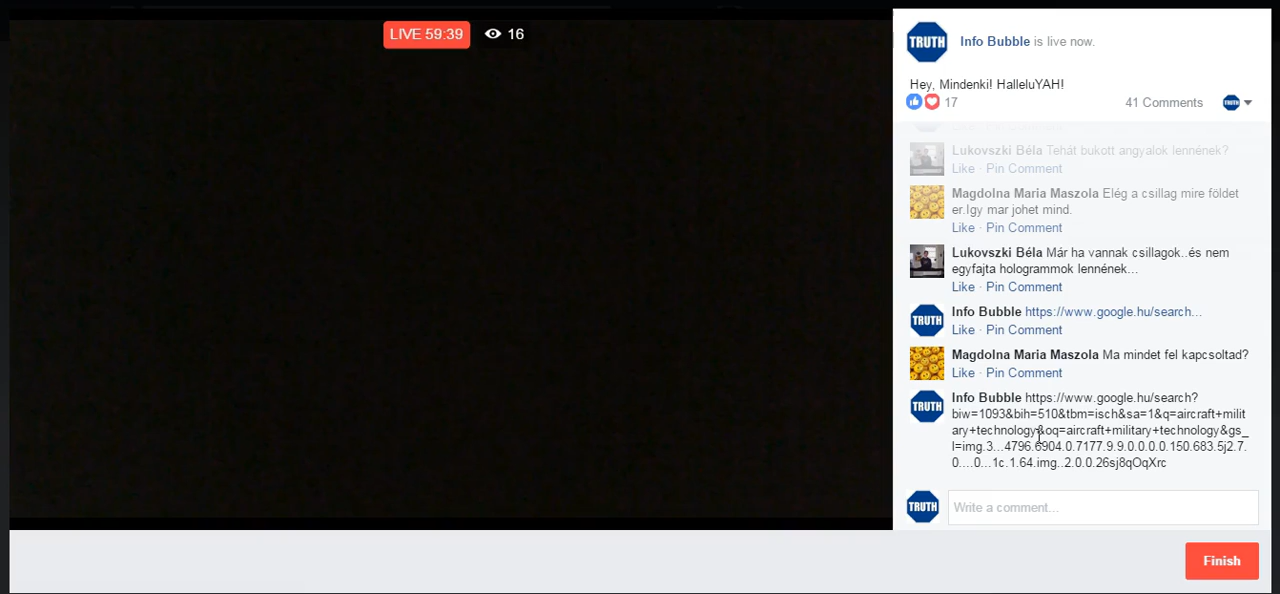 LIVE 59:39
16
TRUTH
Info Bubble is live now.
Hey, Mindenki! HalleluYAH!
17
41 Comments
TRUTH
Lukovszki Béla Tehát bukott angyalok lennének?
Like · Pin Comment
Magdolna Maria Maszola Elég a csillag mire földet
er.Igy mar johet mind.
Like · Pin Comment
Lukovszki Béla Már ha vannak csillagok..és nem
egyfajta hologrammok lennének...
Like · Pin Comment
TRUTH
Info Bubble https://www.google.hu/search...
Like · Pin Comment
Magdolna Maria Maszola Ma mindet fel kapcsoltad?
Like · Pin Comment
TRUTH
Info Bubble https://www.google.hu/search?
biw=1093&bih=510&tbm=isch&sa=1&q=aircraft+milit
ary+technology&oq=aircraft+military+technology&gs_
l=img.3...4796.6904.0.7177.9.9.0.0.0.0.150.683.5j2.7.
0....0...1c.1.64.img..2.0.0.26sj8qOqXrc
TRUTH
Write a comment...
Finish